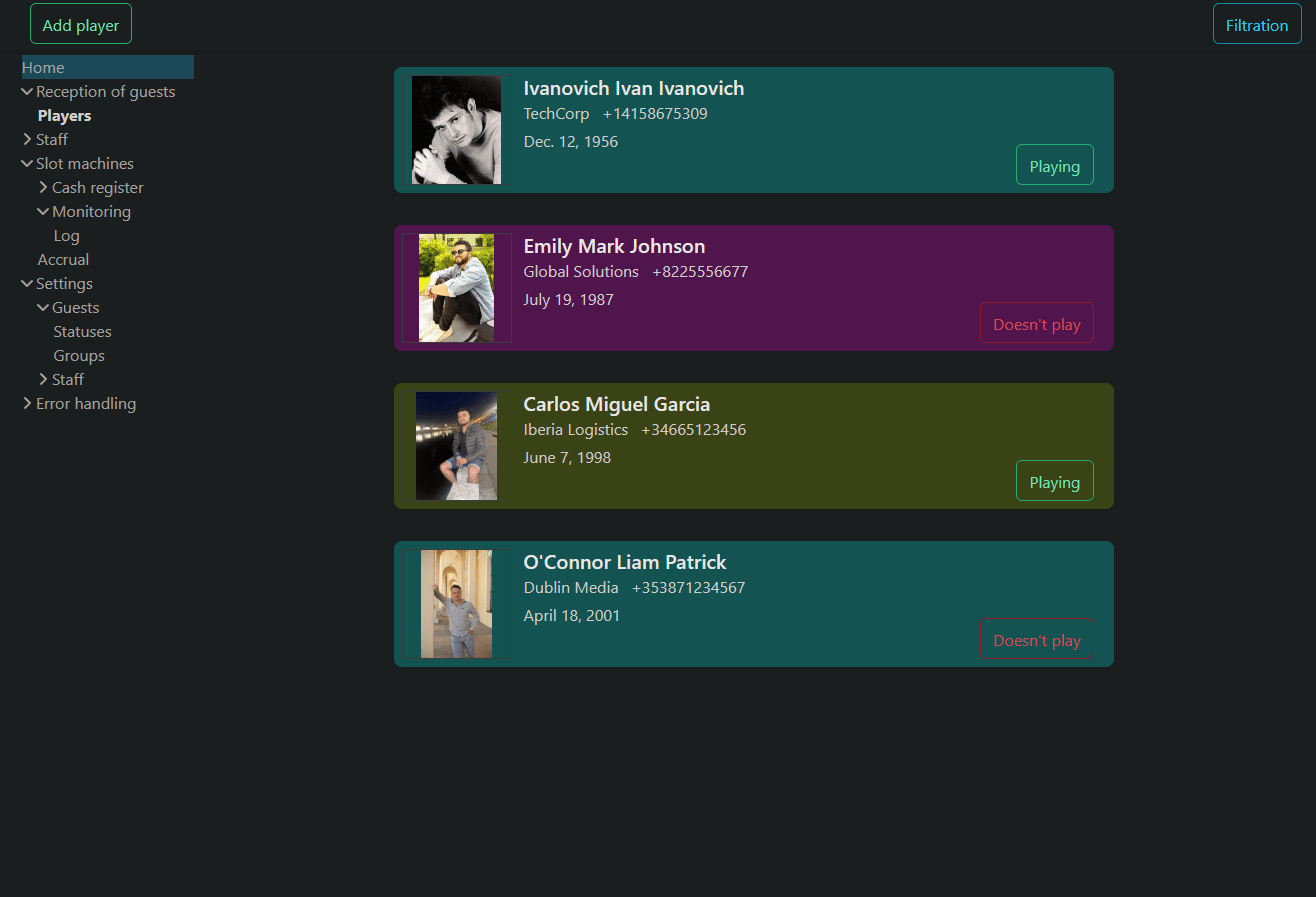 Add player
Filtration
Home
Reception of guests
Players
Staff
Slot machines
Cash register
Monitoring
Log
Accrual
Settings
Guests
Statuses
Groups
Staff
Error handling
Ivanovich Ivan Ivanovich
TechCorp +14158675309
Dec. 12, 1956
Playing
Emily Mark Johnson
Global Solutions +8225556677
July 19, 1987
Doesn't play
Carlos Miguel Garcia
Iberia Logistics +34665123456
June 7, 1998
Playing
O'Connor Liam Patrick
Dublin Media +353871234567
April 18, 2001
Doesn't play